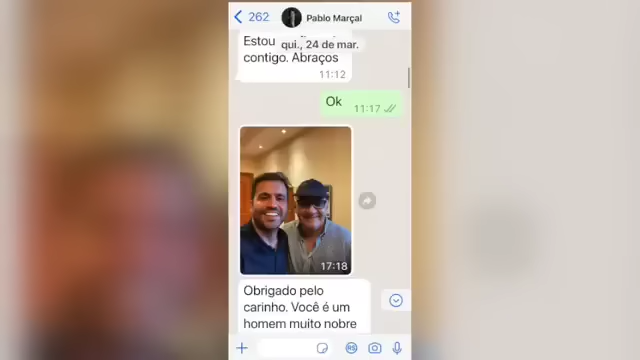 262
Pablo Marçal
Estou
qui., 24 de mar.
contigo. Abraços
11:12
Ok
11:17
17:18
Obrigado pelo
carinho. Você é um
homem muito nobre
R$